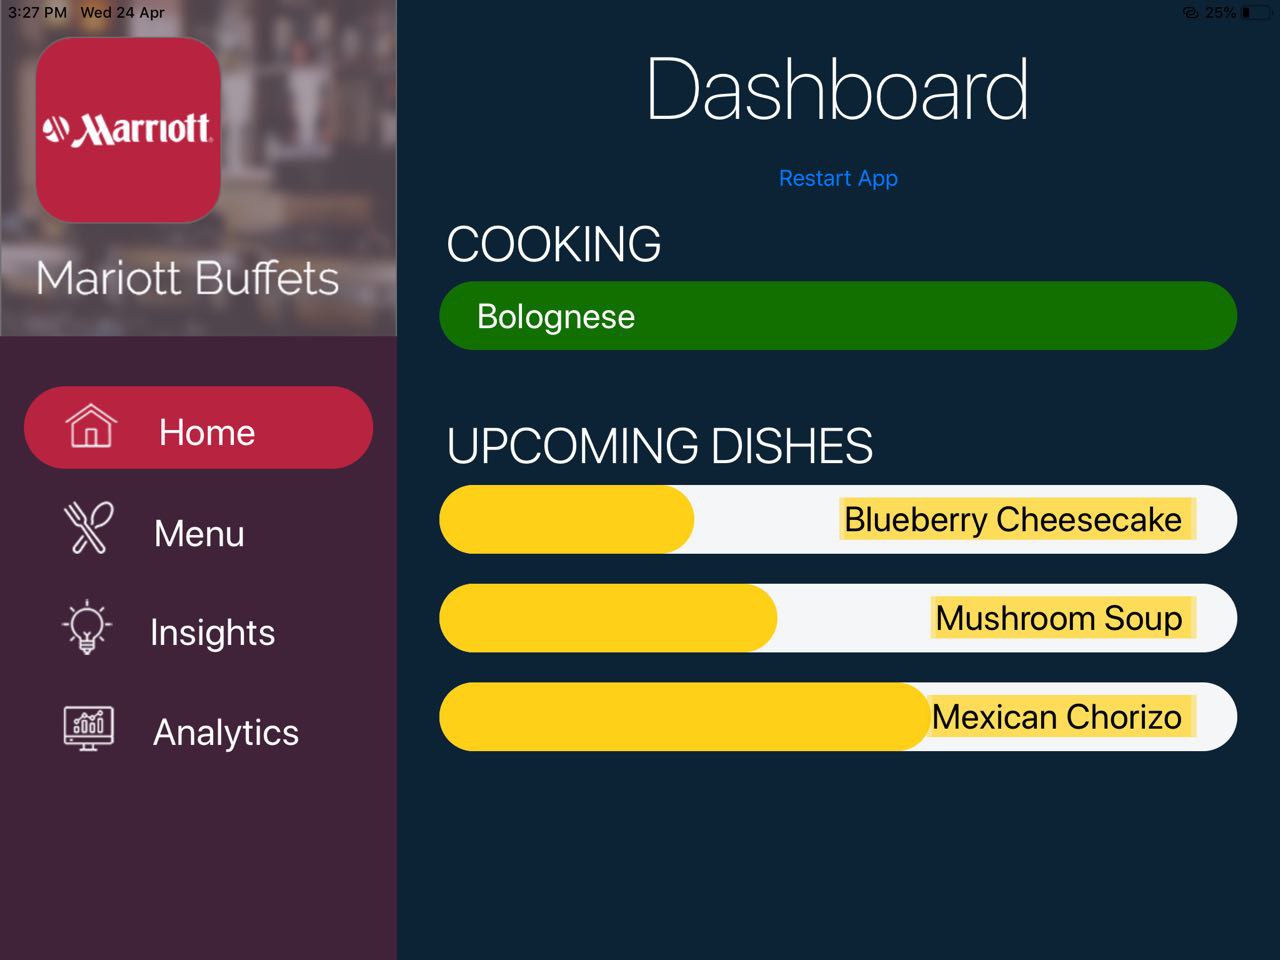 3:27 PM Wed 24 Apr
25%
Marriott
Mariott Buffets
Home
Menu
Insights
Analytics
Dashboard
Restart App
COOKING
Bolognese
UPCOMING DISHES
Blueberry Cheesecake
Mushroom Soup
Mexican Chorizo